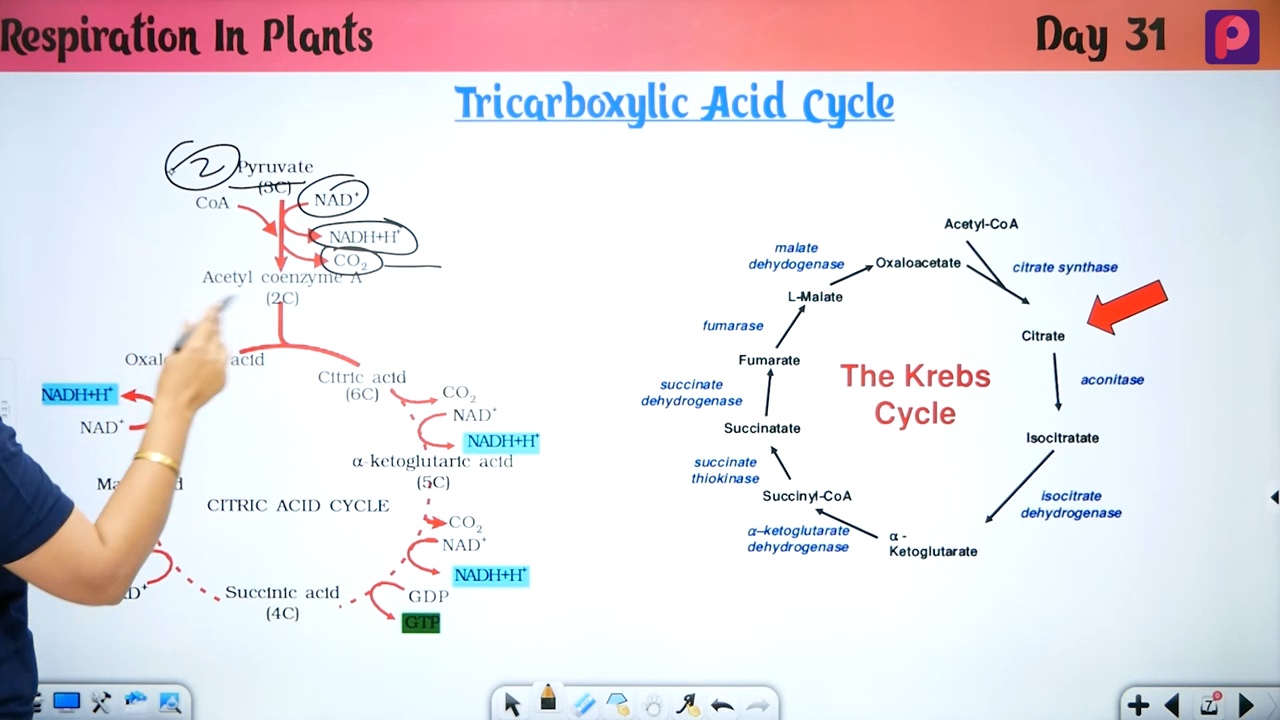 Respiration In Plants
Day 31
Tricarboxylic Acid Cycle
2 Pyruvate
(3C)
CoA
NAD⁺
NADH+H⁺
CO₂
Acetyl coenzyme A
(2C)
acid
Citric acid
(6C)
CO₂
NAD⁺
NADH+H⁺
NADH+H⁺
NAD⁺
α-ketoglutaric acid
(5C)
CITRIC ACID CYCLE
CO₂
NAD⁺
NADH+H⁺
GDP
GTP
Succinic acid
(4C)
Acetyl-CoA
Oxaloacetate
citrate synthase
Citrate
aconitase
Isocitratate
isocitrate
dehydrogenase
α -
Ketoglutarate
α–ketoglutarate
dehydrogenase
Succinyl-CoA
succinate
thiokinase
Succinatate
succinate
dehydrogenase
Fumarate
fumarase
L-Malate
malate
dehydogenase
The Krebs
Cycle
7